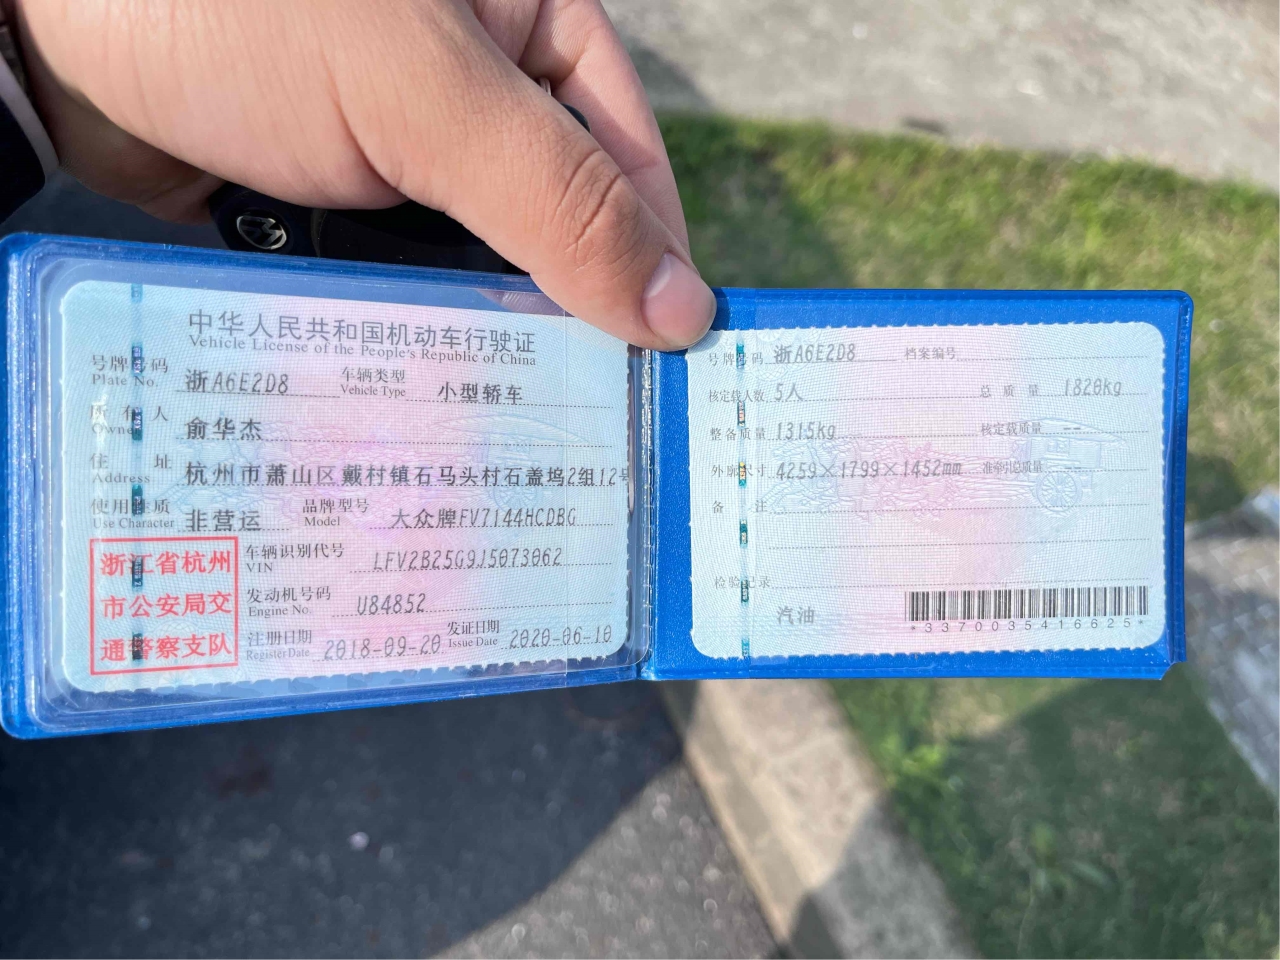 中华人民共和国机动车行驶证
Vehicle License of the People's Republic of China
号牌号码 浙A6E2D8 车辆类型 小型轿车
Plate No. Vehicle Type
所有人 俞华杰
Owner
住址 杭州市萧山区戴村镇石马头村石盖坞2组12号
Address
使用性质 非营运 品牌型号 大众牌FV7144HCDBG
Use Character Model
浙江省杭州
市公安局交
通警察支队
车辆识别代号 LFV2B25G9J5073062
VIN
发动机号码 U84852
Engine No.
注册日期 2018-09-20 发证日期 2020-06-10
Register Date Issue Date
号牌号码 浙A6E2D8 档案编号
核定载人数 5人 总质量 1820kg
整备质量 1315kg 核定载质量 --
外廓尺寸 4259×1799×1452mm 准牵引总质量 --
备注
检验记录
汽油
*3370035416625*